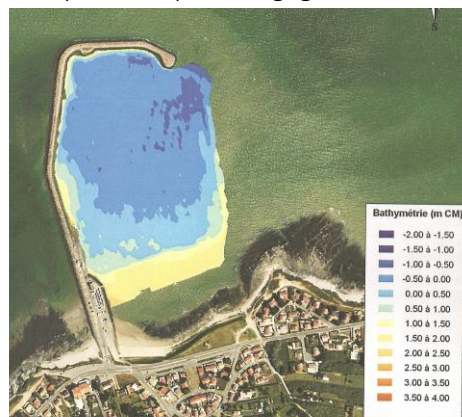 S
Bathymétrie (m CM)
-2.00 à -1.50
-1.50 à -1.00
-1.00 à -0.50
-0.50 à 0.00
0.00 à 0.50
0.50 à 1.00
1.00 à 1.50
1.50 à 2.00
2.00 à 2.50
2.50 à 3.00
3.00 à 3.50
3.50 à 4.00